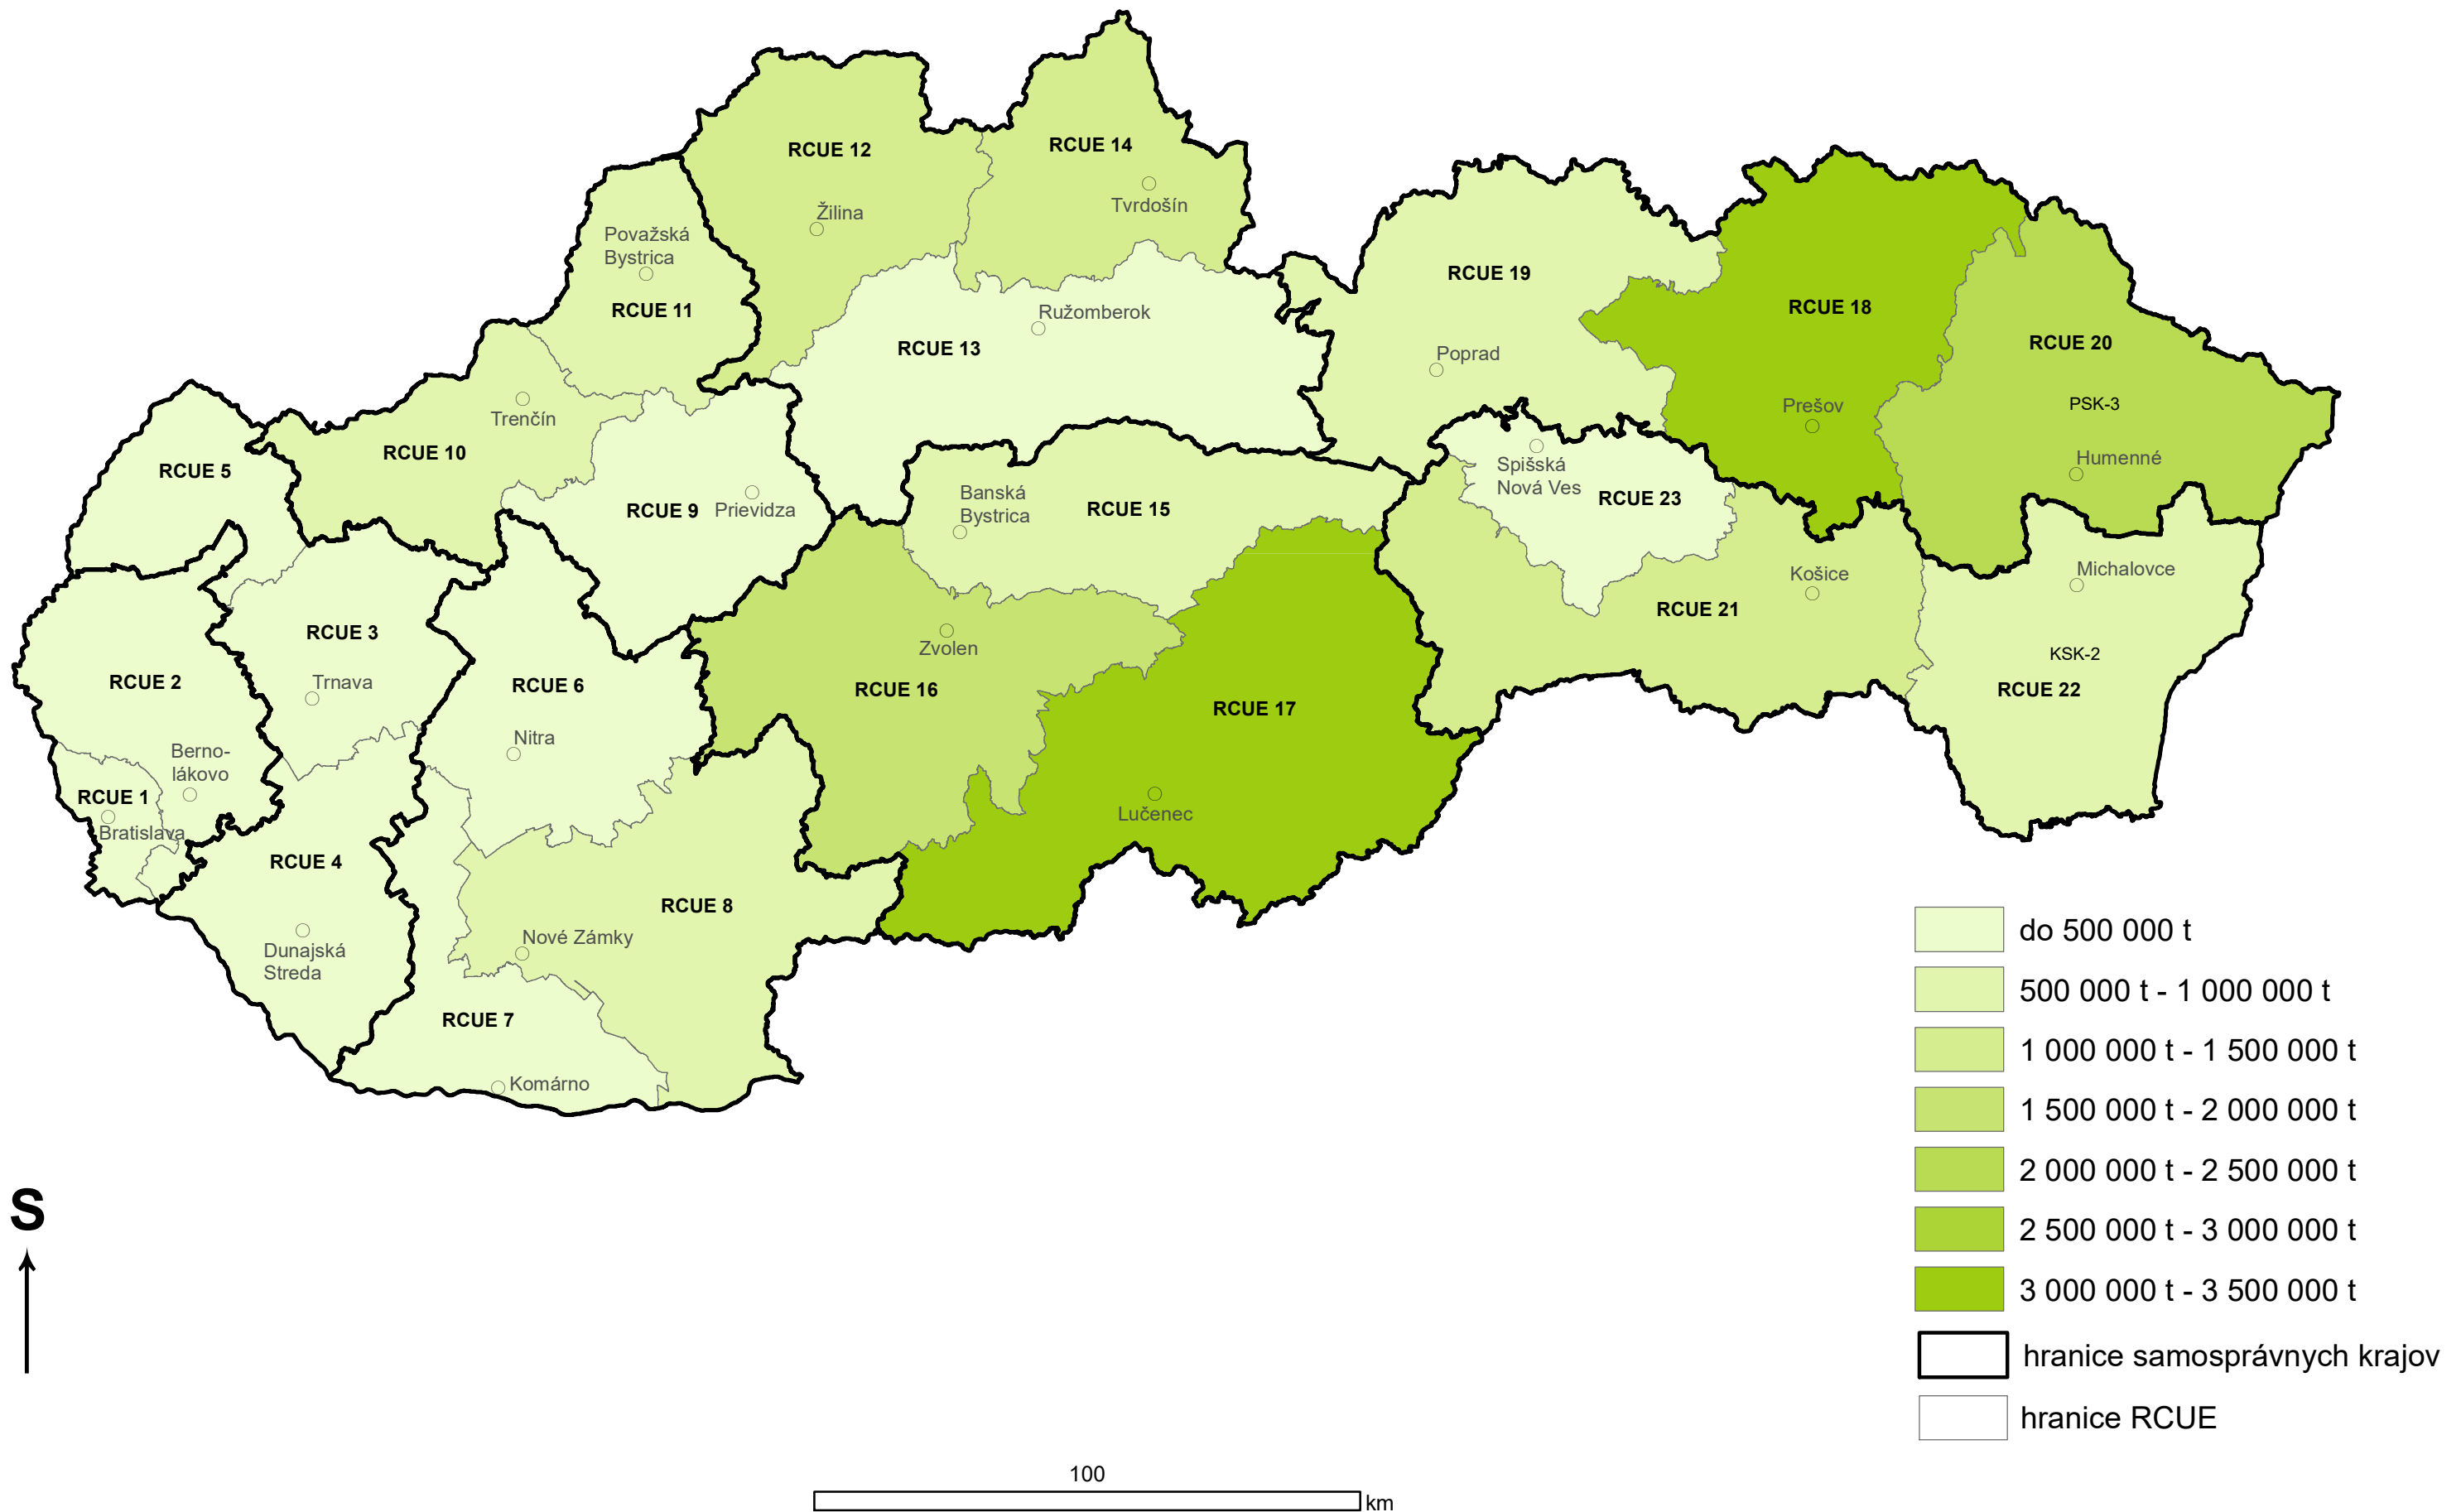 RCUE 12
RCUE 14
Žilina
Tvrdošín
Považská
Bystrica
RCUE 11
RCUE 19
RCUE 18
Ružomberok
RCUE 13
RCUE 20
Poprad
PSK-3
Prešov
Trenčín
RCUE 10
Humenné
RCUE 5
Spišská
Nová Ves
RCUE 23
Banská
Bystrica
RCUE 15
RCUE 9
Prievidza
Michalovce
Košice
RCUE 21
RCUE 3
Zvolen
KSK-2
RCUE 2
Trnava
RCUE 6
RCUE 16
RCUE 22
RCUE 17
Nitra
Berno-
lákovo
RCUE 1
Bratislava
Lučenec
RCUE 4
RCUE 8
Nové Zámky
Dunajská
Streda
RCUE 7
Komárno
do 500 000 t
500 000 t - 1 000 000 t
1 000 000 t - 1 500 000 t
1 500 000 t - 2 000 000 t
2 000 000 t - 2 500 000 t
2 500 000 t - 3 000 000 t
3 000 000 t - 3 500 000 t
hranice samosprávnych krajov
hranice RCUE
S
100
km